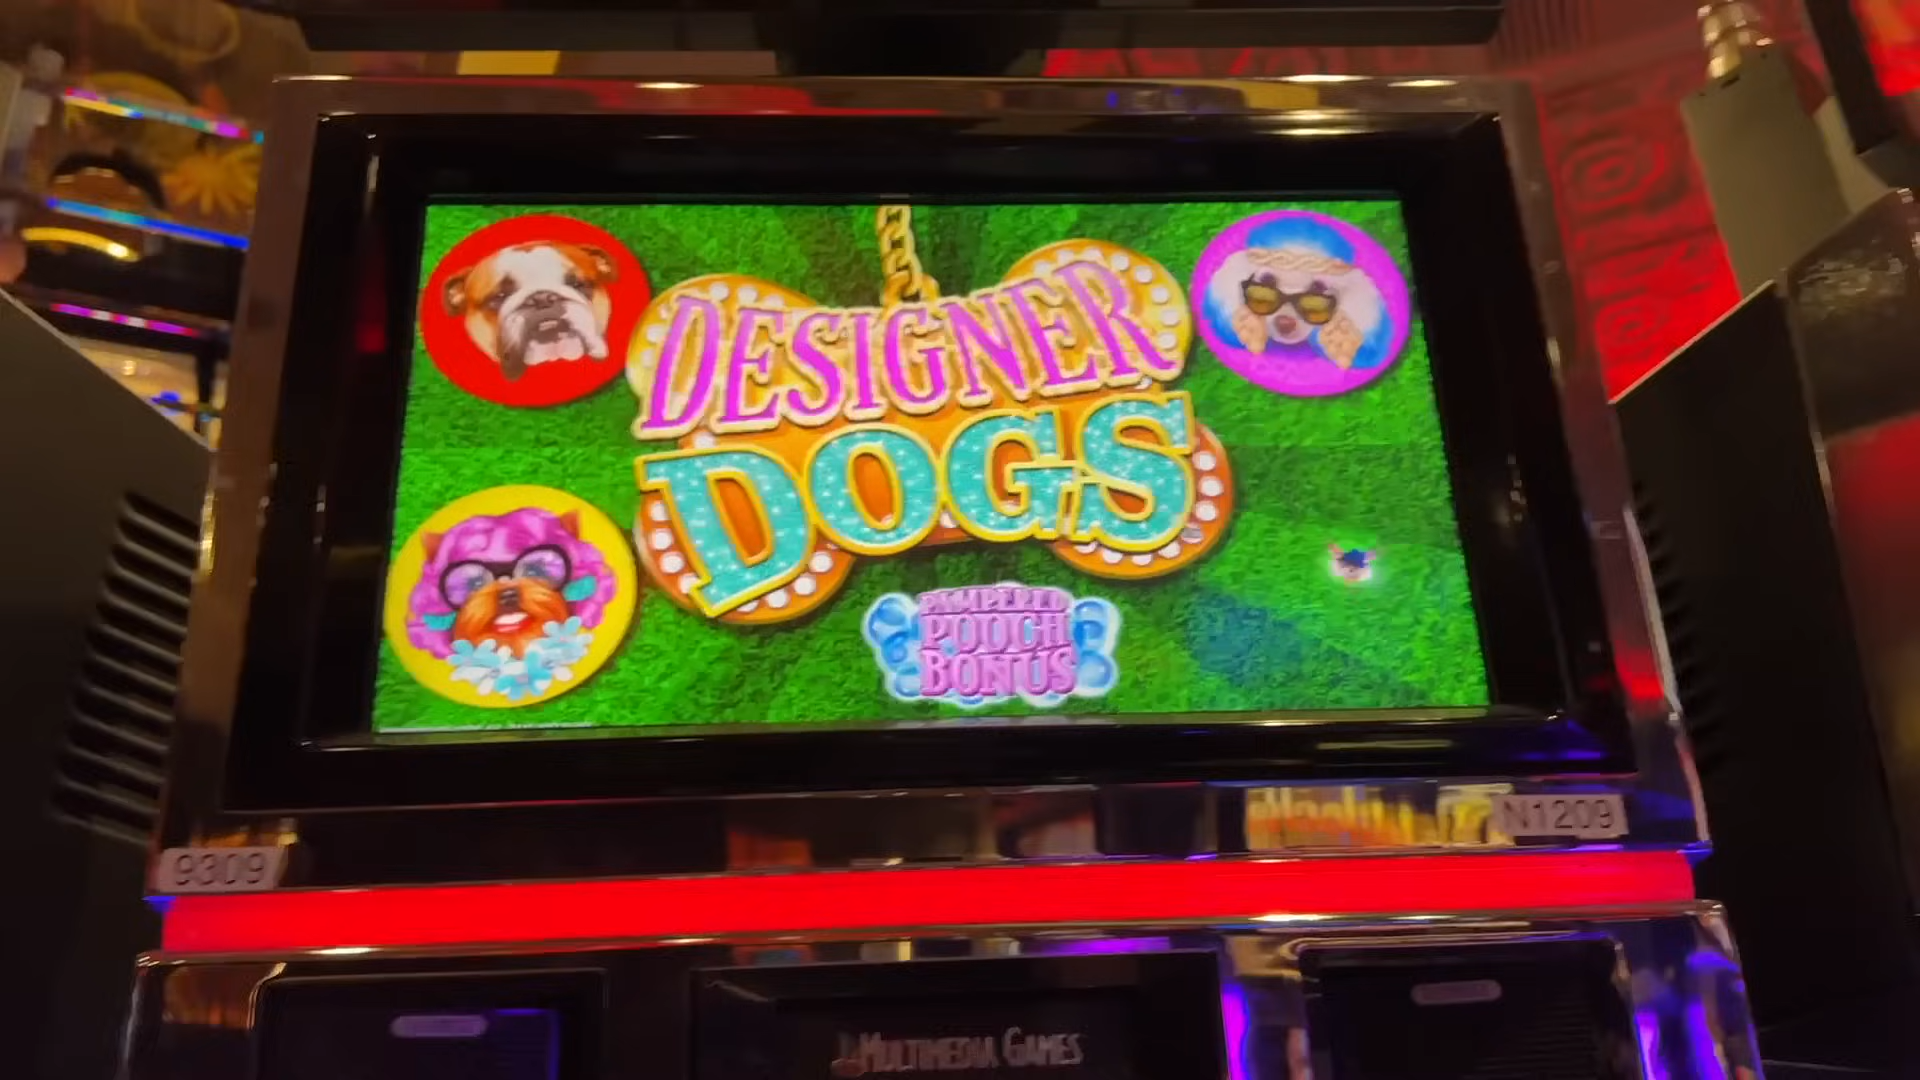 DESIGNER
DOGS
PAMPERED
POOCH
BONUS
9309
N1209
MULTIMEDIA GAMES